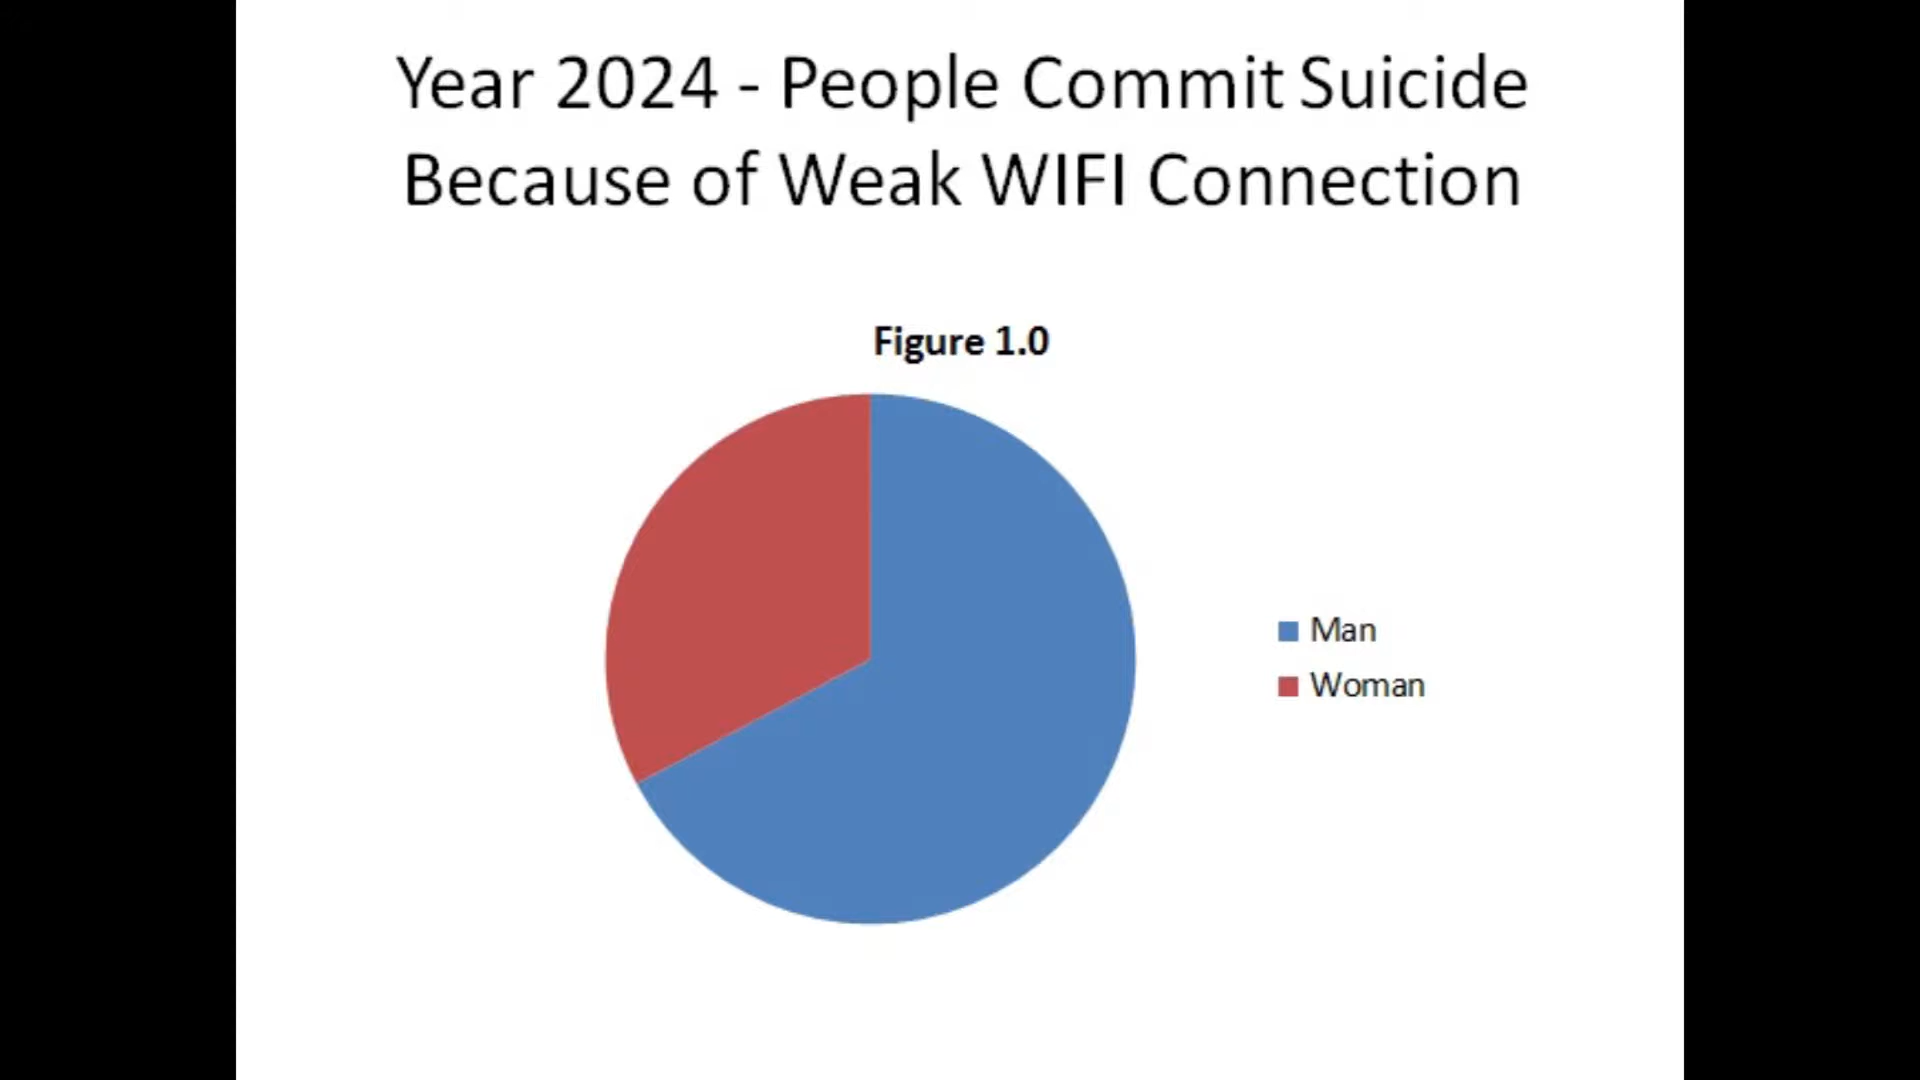 Year 2024 - People Commit Suicide
Because of Weak WIFI Connection
Figure 1.0
Man
Woman